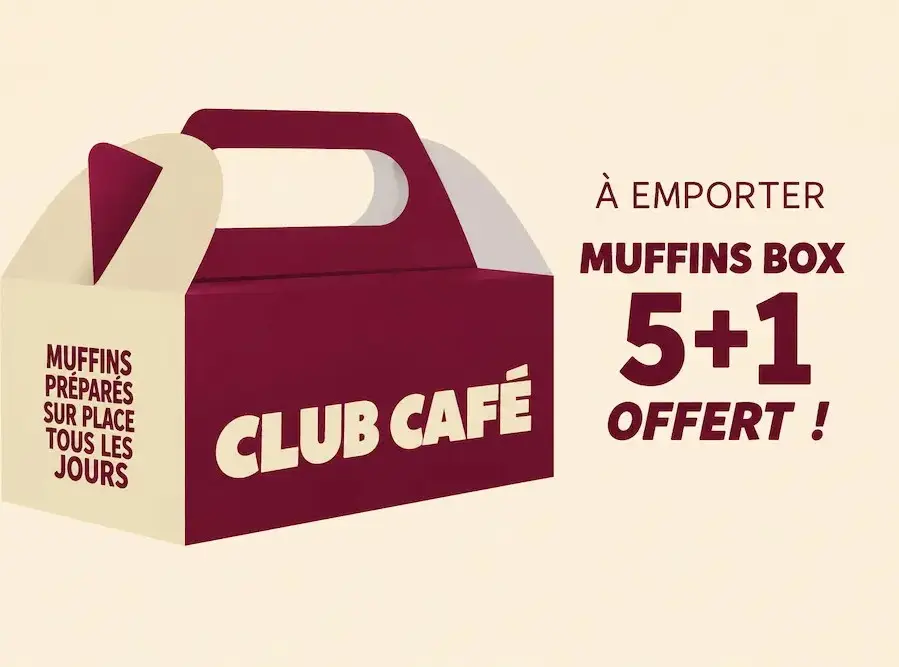 MUFFINS
PRÉPARÉS
SUR PLACE
TOUS LES
JOURS
CLUB CAFÉ
À EMPORTER
MUFFINS BOX
5+1
OFFERT !